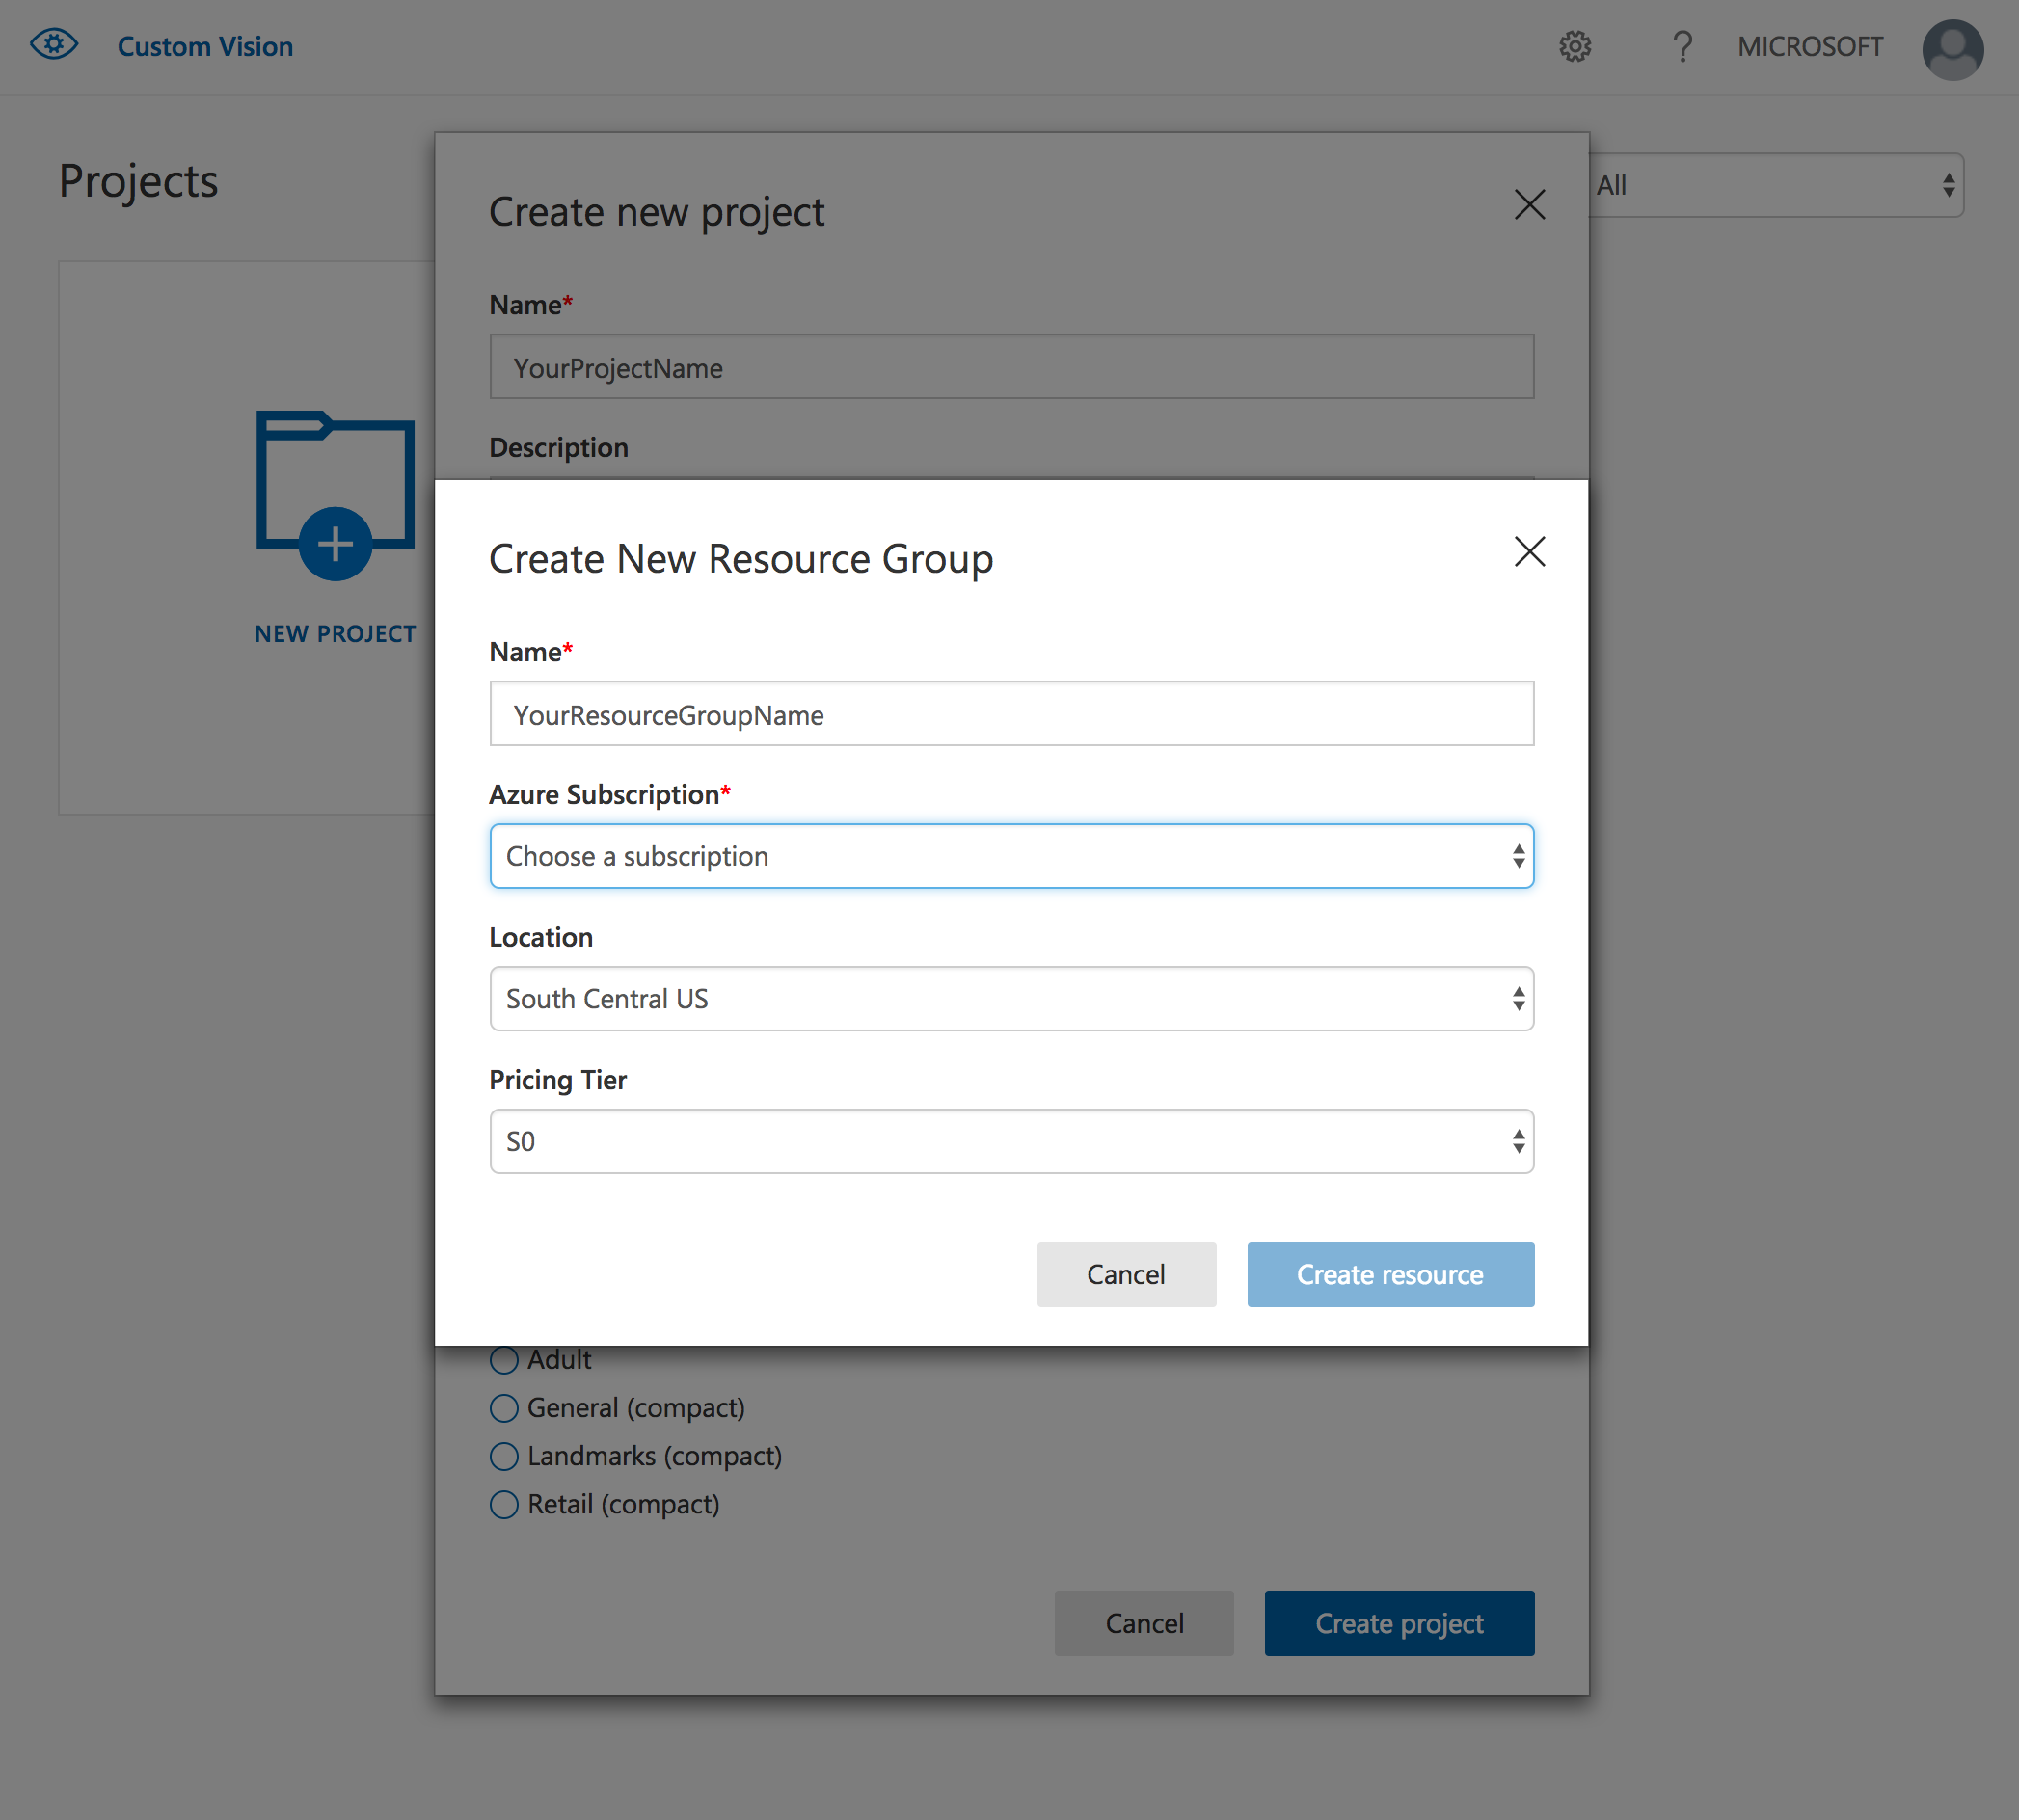 Custom Vision
? MICROSOFT
Projects
All
Create new project
Name*
YourProjectName
Description
NEW PROJECT
Create New Resource Group
Name*
YourResourceGroupName
Azure Subscription*
Choose a subscription
Location
South Central US
Pricing Tier
S0
Cancel Create resource
Adult
General (compact)
Landmarks (compact)
Retail (compact)
Cancel Create project